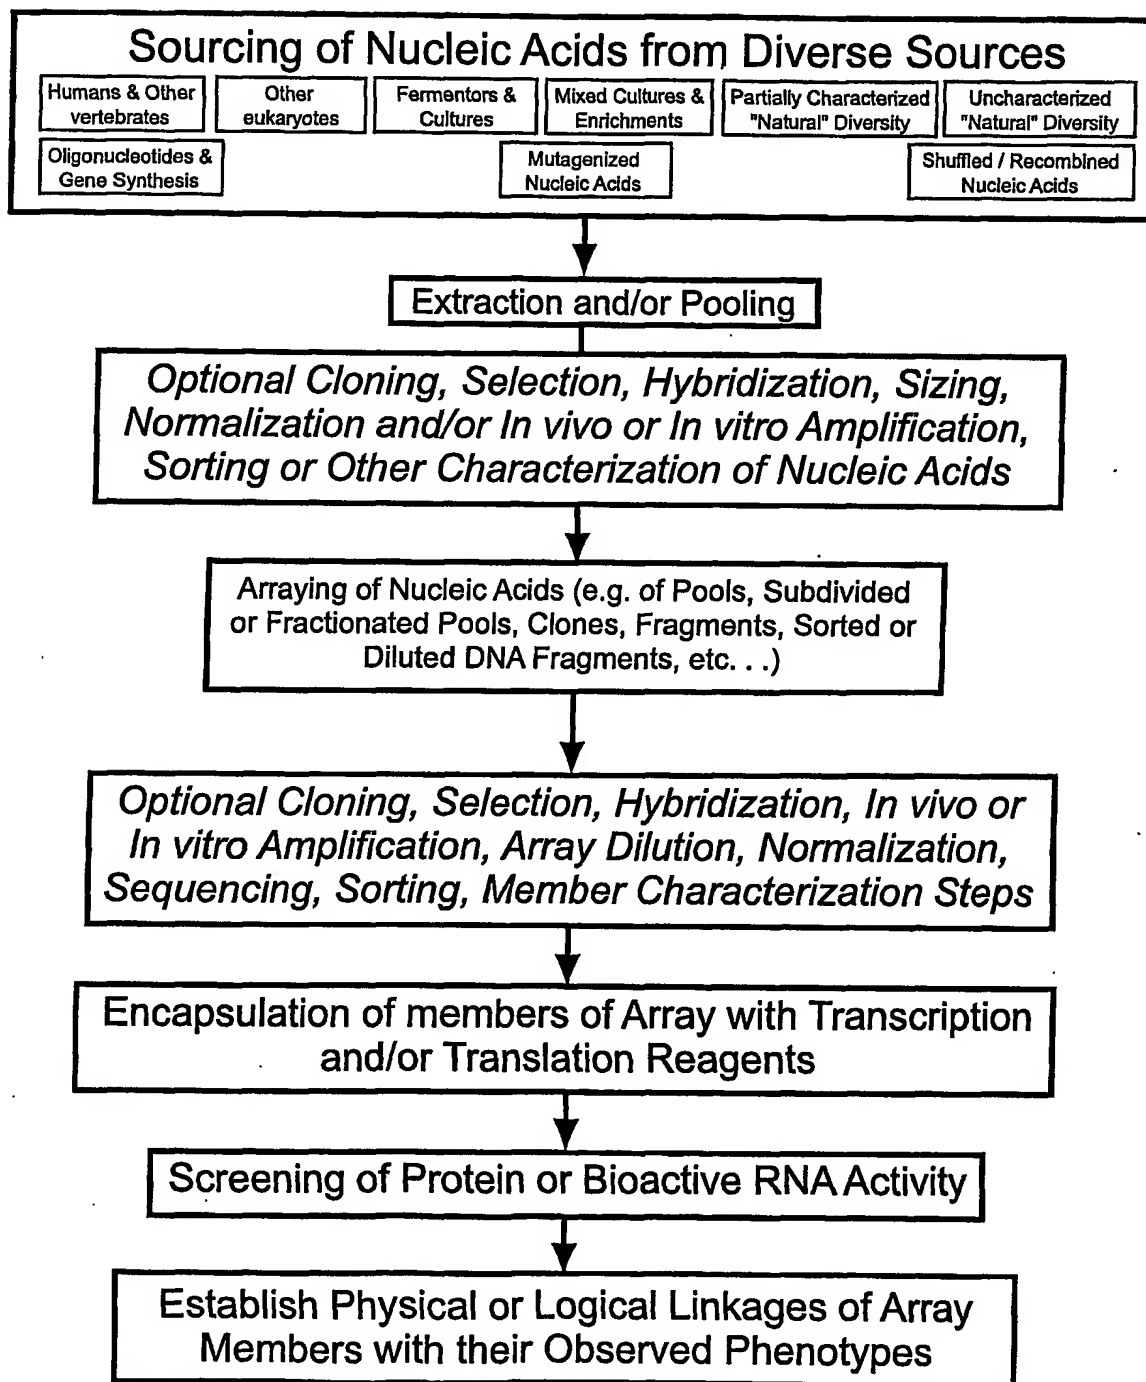 Sourcing of Nucleic Acids from Diverse Sources
Humans & Other
vertebrates
Other
eukaryotes
Fermentors &
Cultures
Mixed Cultures &
Enrichments
Partially Characterized
"Natural" Diversity
Uncharacterized
"Natural" Diversity
Oligonucleotides &
Gene Synthesis
Mutagenized
Nucleic Acids
Shuffled / Recombined
Nucleic Acids
Extraction and/or Pooling
Optional Cloning, Selection, Hybridization, Sizing,
Normalization and/or In vivo or In vitro Amplification,
Sorting or Other Characterization of Nucleic Acids
Arraying of Nucleic Acids (e.g. of Pools, Subdivided
or Fractionated Pools, Clones, Fragments, Sorted or
Diluted DNA Fragments, etc. . .)
Optional Cloning, Selection, Hybridization, In vivo or
In vitro Amplification, Array Dilution, Normalization,
Sequencing, Sorting, Member Characterization Steps
Encapsulation of members of Array with Transcription
and/or Translation Reagents
Screening of Protein or Bioactive RNA Activity
Establish Physical or Logical Linkages of Array
Members with their Observed Phenotypes